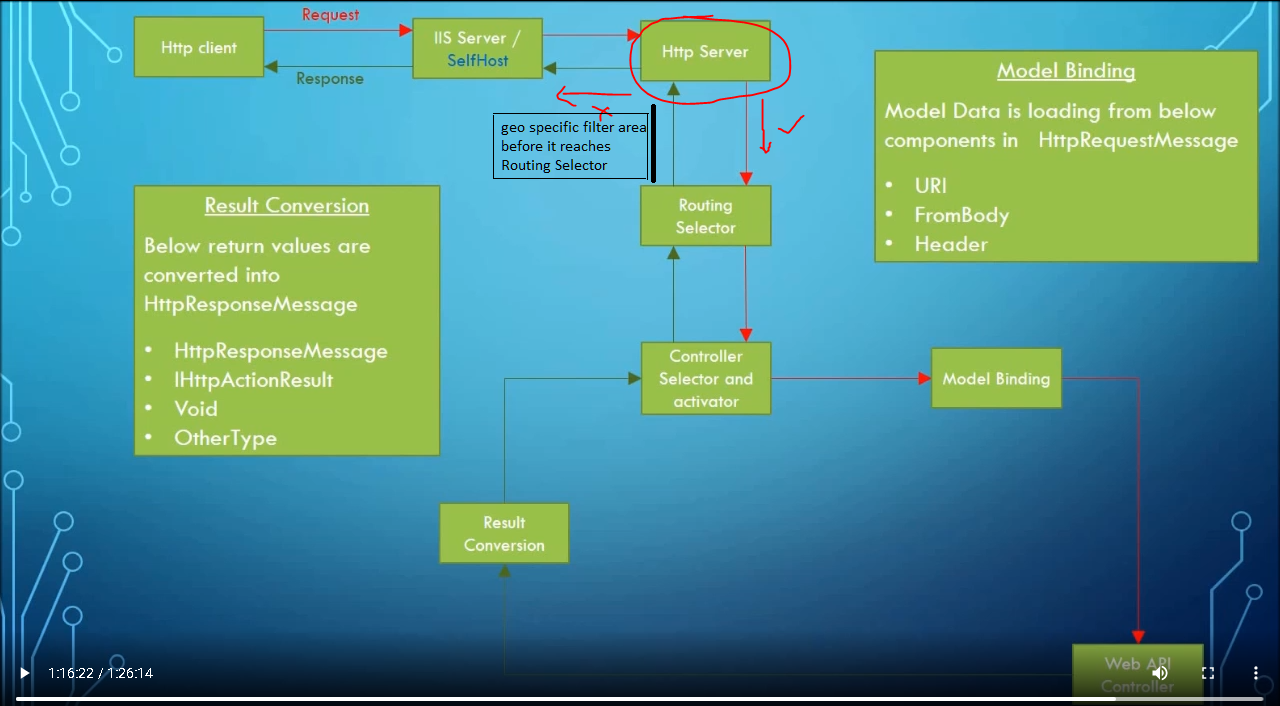 Request
Http client
IIS Server /
SelfHost
Http Server
Response
Model Binding
Model Data is loading from below
components in HttpRequestMessage
• URI
• FromBody
• Header
geo specific filter area
before it reaches
Routing Selector
Routing
Selector
Result Conversion
Below return values are
converted into
HttpResponseMessage
• HttpResponseMessage
• IHttpActionResult
• Void
• OtherType
Controller
Selector and
activator
Model Binding
Result
Conversion
Web API
Controller
1:16:22 / 1:26:14